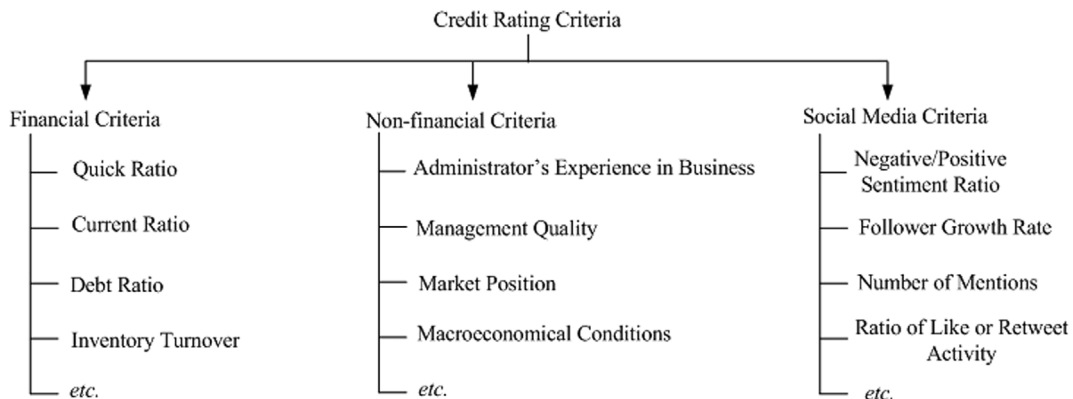 Credit Rating Criteria
Financial Criteria
Quick Ratio
Current Ratio
Debt Ratio
Inventory Turnover
etc.
Non-financial Criteria
Administrator's Experience in Business
Management Quality
Market Position
Macroeconomical Conditions
etc.
Social Media Criteria
Negative/Positive
Sentiment Ratio
Follower Growth Rate
Number of Mentions
Ratio of Like or Retweet
Activity
etc.